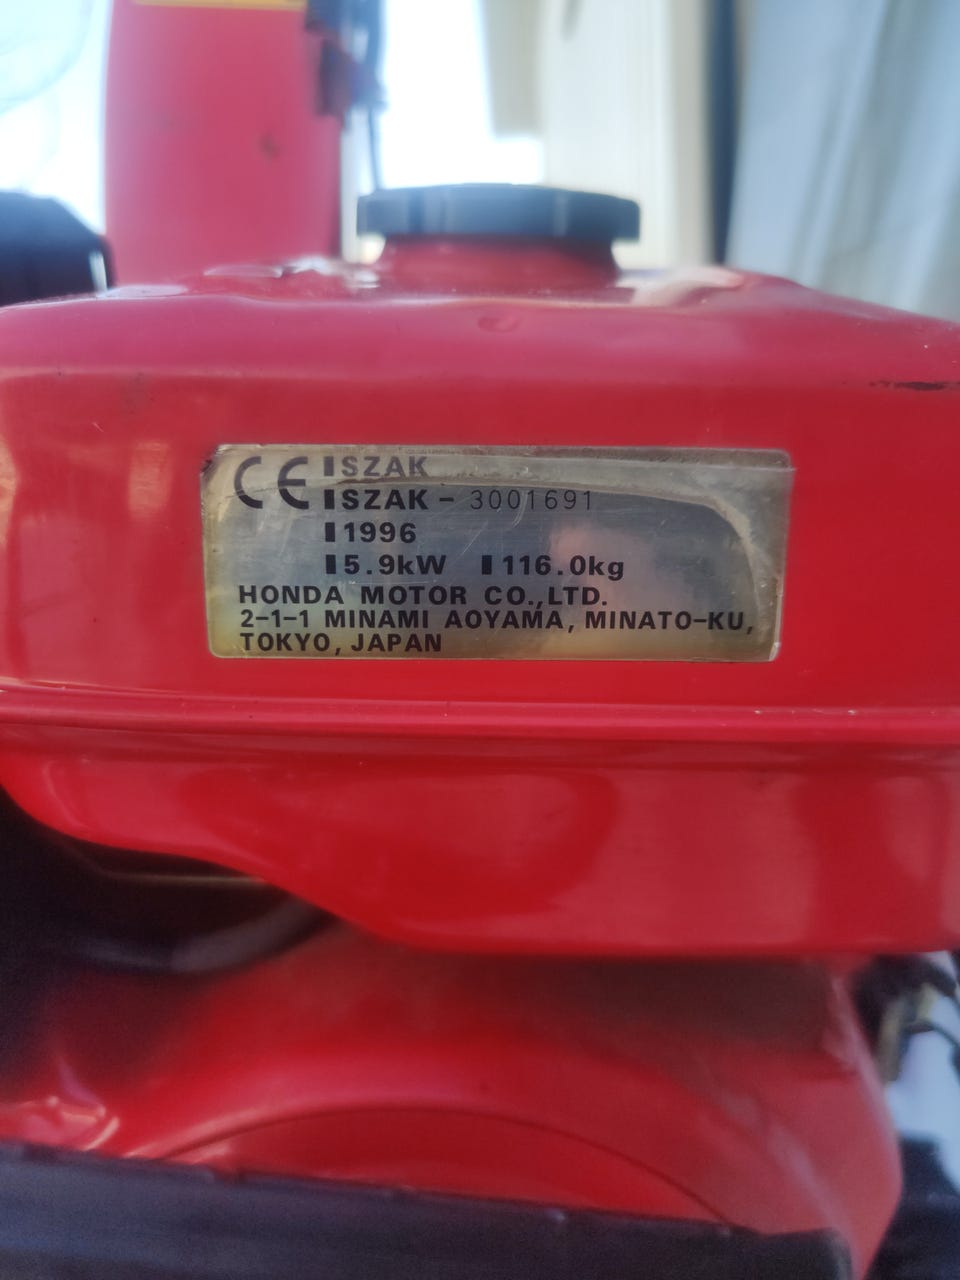 CE SZAK
SZAK - 3001691
1996
5.9kW 116.0kg
HONDA MOTOR CO.,LTD.
2-1-1 MINAMI AOYAMA, MINATO-KU,
TOKYO, JAPAN